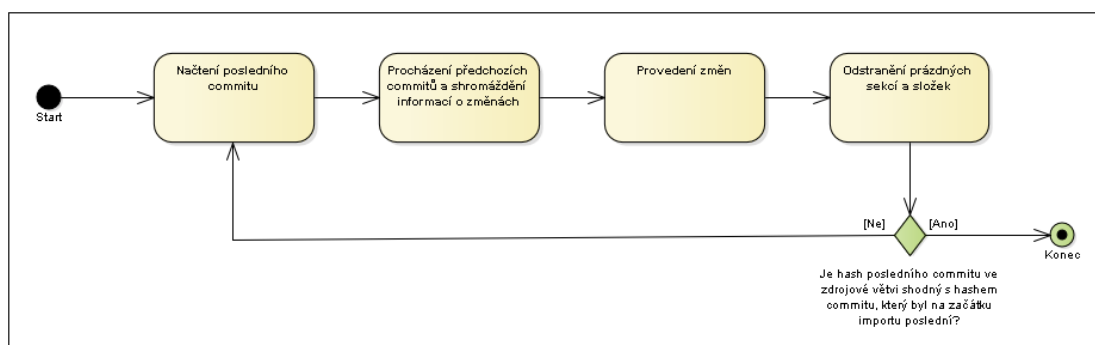 Načtení posledního
commitu
Procházení předchozích
commitů a shromáždění
informací o změnách
Provedení změn
Odstranění prázdných
sekcí a složek
Start
[Ne]
[Ano]
Konec
Je hash posledního commitu ve
zdrojové větvi shodný s hashem
commitu, který byl na začátku
importu poslední?